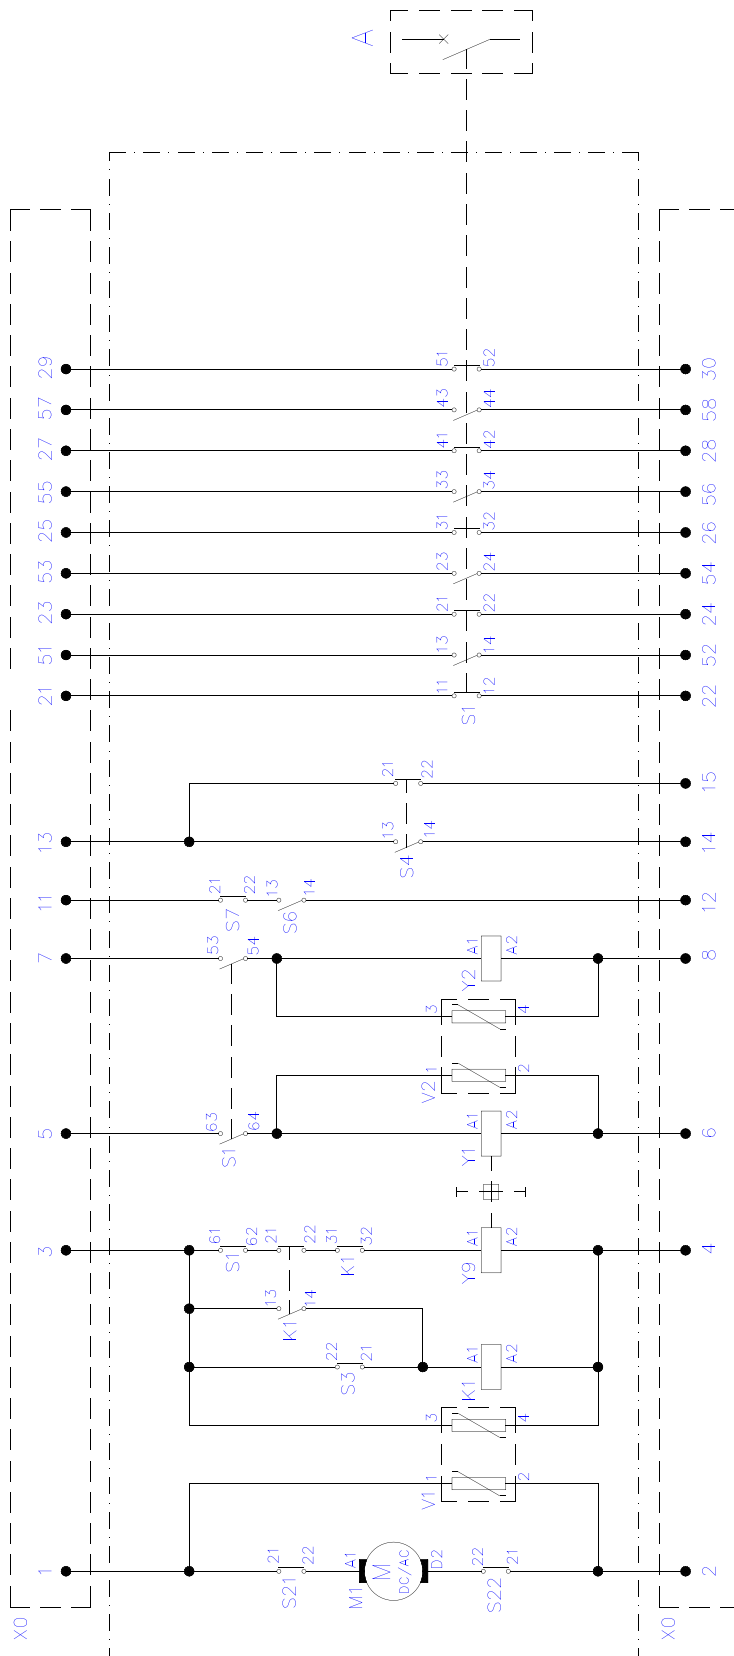 A
29 51 52 30
57 43 44 58
27 41 42 28
55 33 34 56
25 31 32 26
53 23 24 54
23 21 22 24
51 13 14 52
21 11 12 22
S1
21 22 15
13 13 14 14
S4
11 21 22 13 14 12
S7 S6
7 53 54 A1 A2 8
Y2
3 4
1 2
V2
5 63 64 A1 A2 6
S1 Y1
3 61 62 21 22 31 32 A1 A2 4
S1 K1 Y9
13 14
K1
22 21 A1 A2
S3 K1
3 4
1 2
V1
1 21 22 A1 M DC/AC D2 22 21 2
S21 M1 S22
X0 X0